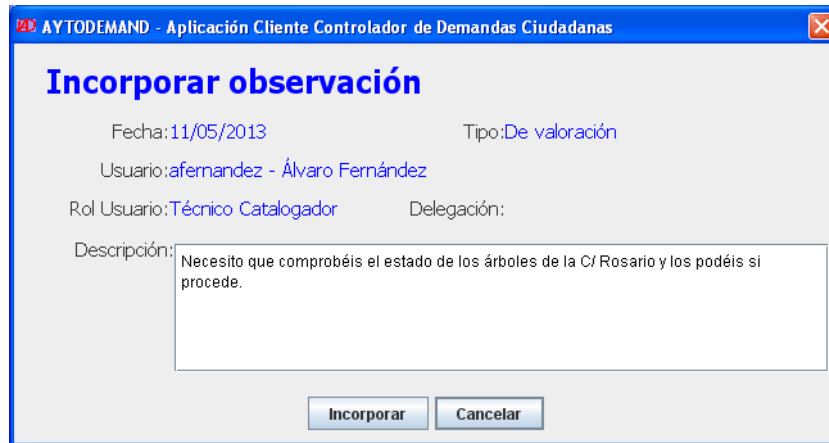 AYTODEMAND - Aplicación Cliente Controlador de Demandas Ciudadanas
Incorporar observación
Fecha:11/05/2013 Tipo:De valoración
Usuario:afernandez - Álvaro Fernández
Rol Usuario:Técnico Catalogador Delegación:
Descripción:
Necesito que comprobéis el estado de los árboles de la C/ Rosario y los podéis si
procede.
Incorporar Cancelar